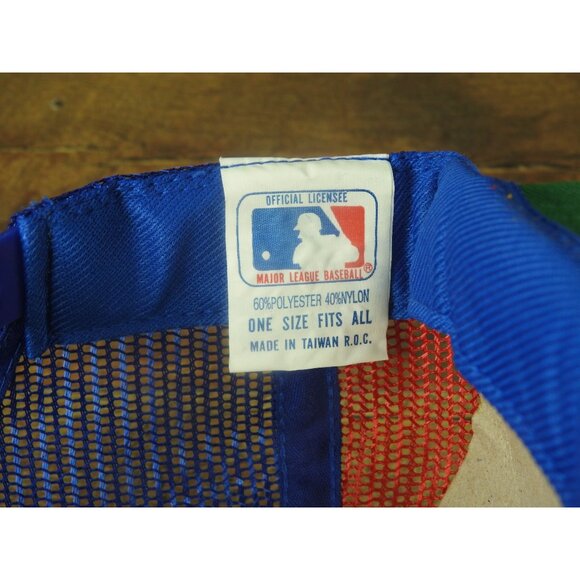 OFFICIAL LICENSEE
MAJOR LEAGUE BASEBALL®
60%POLYESTER 40%NYLON
ONE SIZE FITS ALL
MADE IN TAIWAN R.O.C.